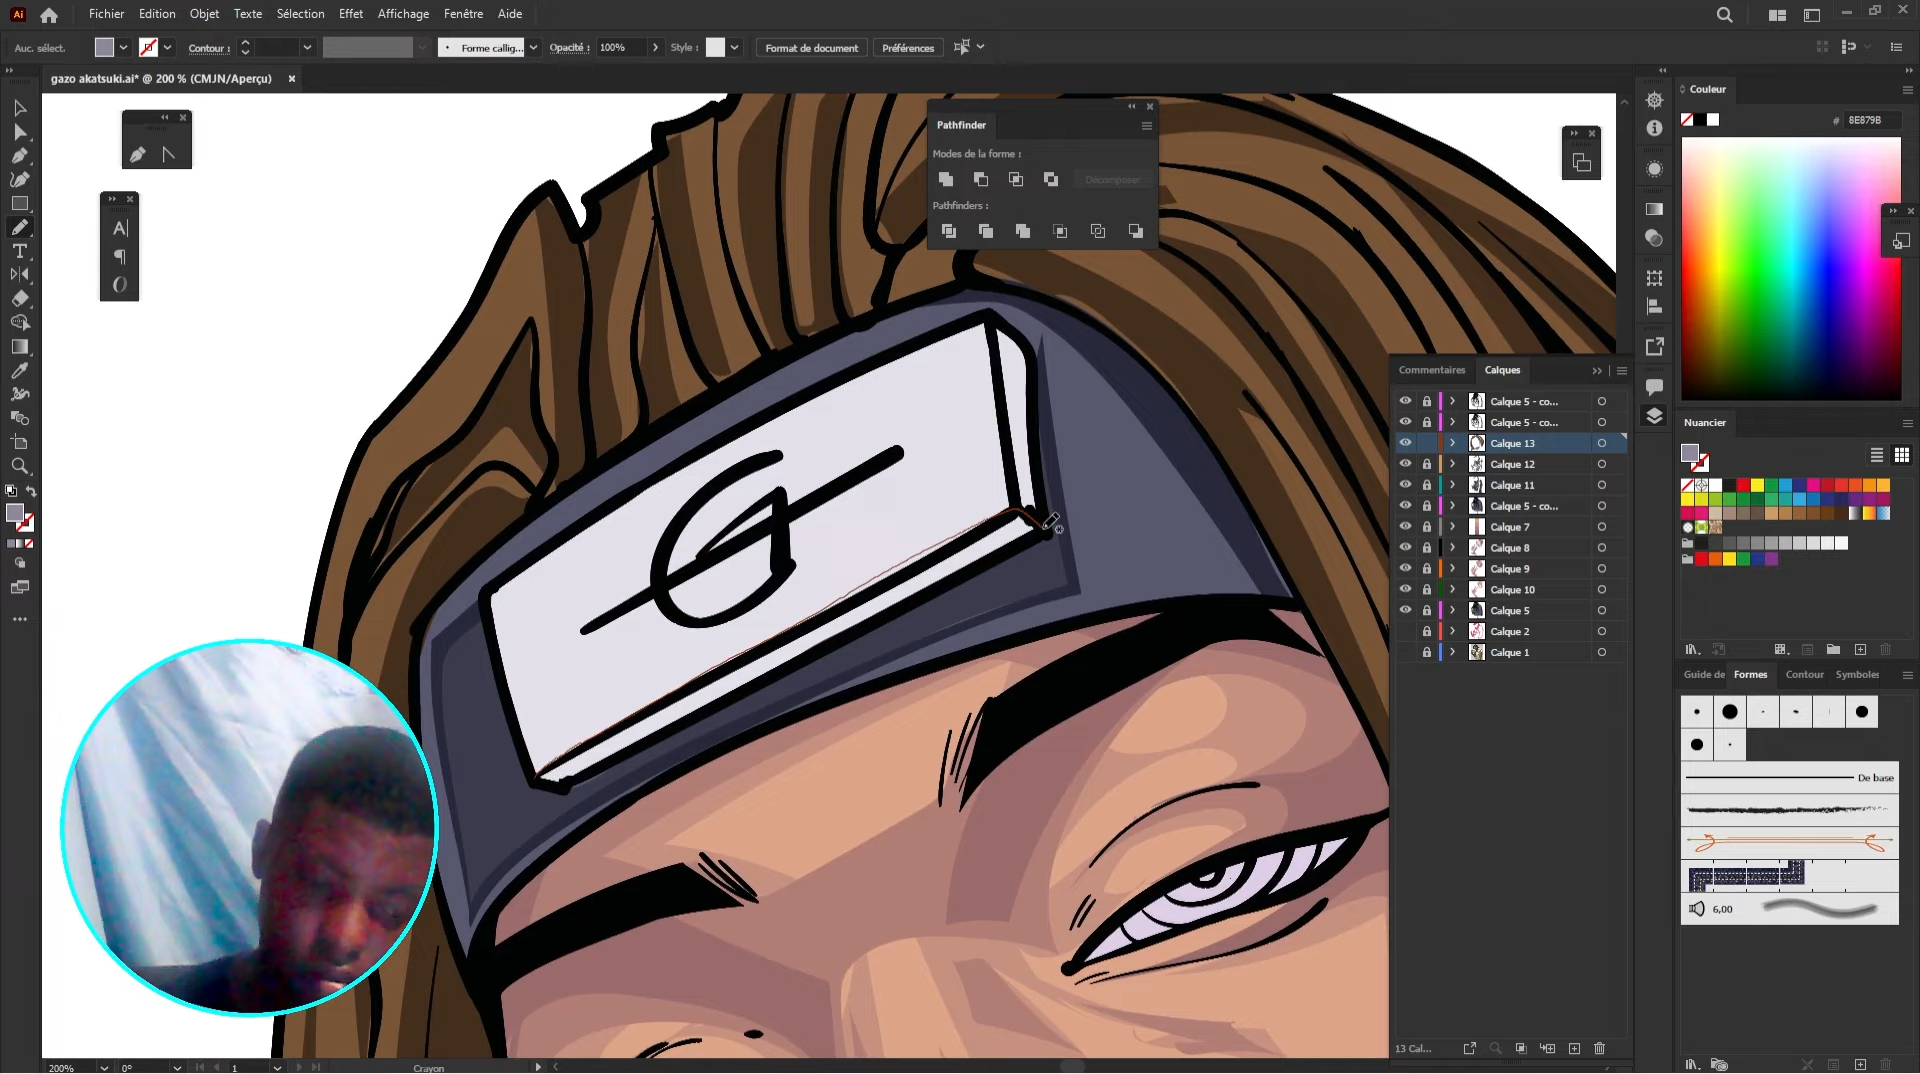 Ai Fichier Edition Objet Texte Sélection Effet Affichage Fenêtre Aide
Auc. sélect. Contour : Forme callig... Opacité : 100% Style : Format de document Préférences
gazo akatsuki.ai* @ 200 % (CMJN/Aperçu)
Pathfinder
Modes de la forme :
Décomposer
Pathfinders :
Couleur
# 8E879B
Nuancier
Commentaires Calques
Calque 5 - co...
Calque 5 - co...
Calque 13
Calque 12
Calque 11
Calque 5 - co...
Calque 7
Calque 8
Calque 9
Calque 10
Calque 5
Calque 2
Calque 1
13 Cal...
Guide de Formes Contour Symboles
De base
6,00
G
200% 0° 1 Crayon